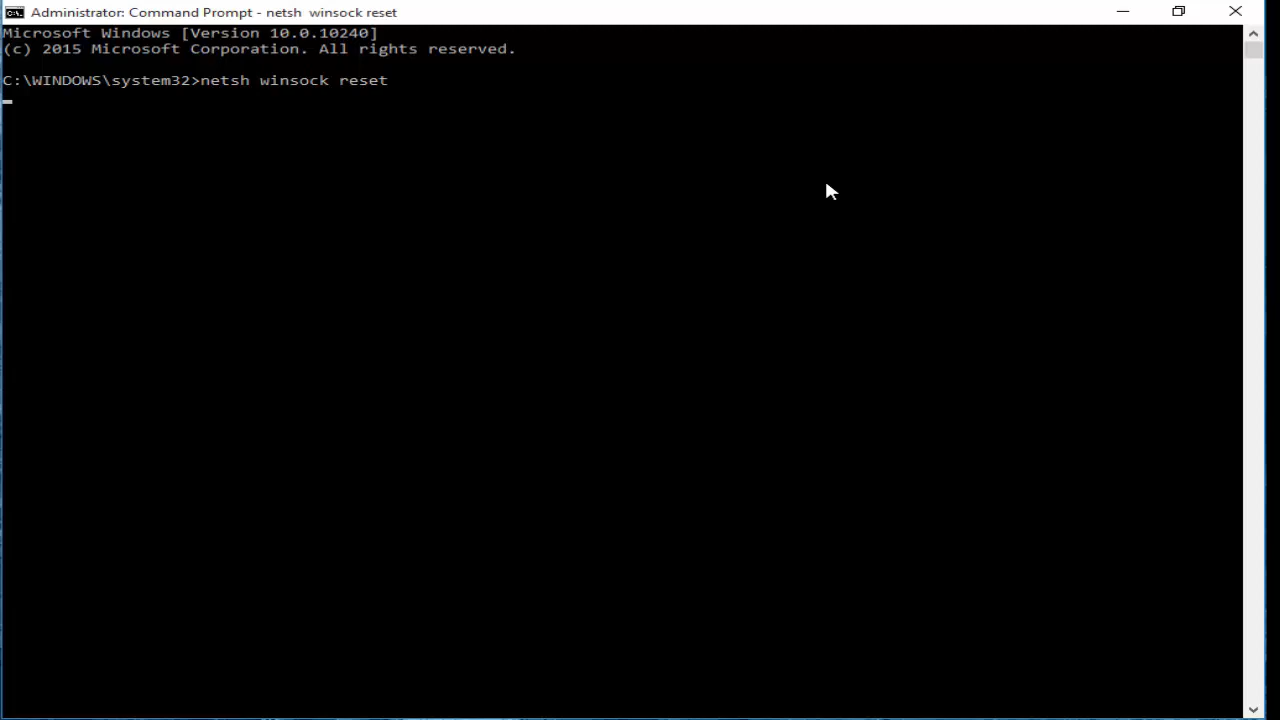 Administrator: Command Prompt - netsh  winsock reset
Microsoft Windows [Version 10.0.10240]
(c) 2015 Microsoft Corporation. All rights reserved.
C:\WINDOWS\system32>netsh winsock reset